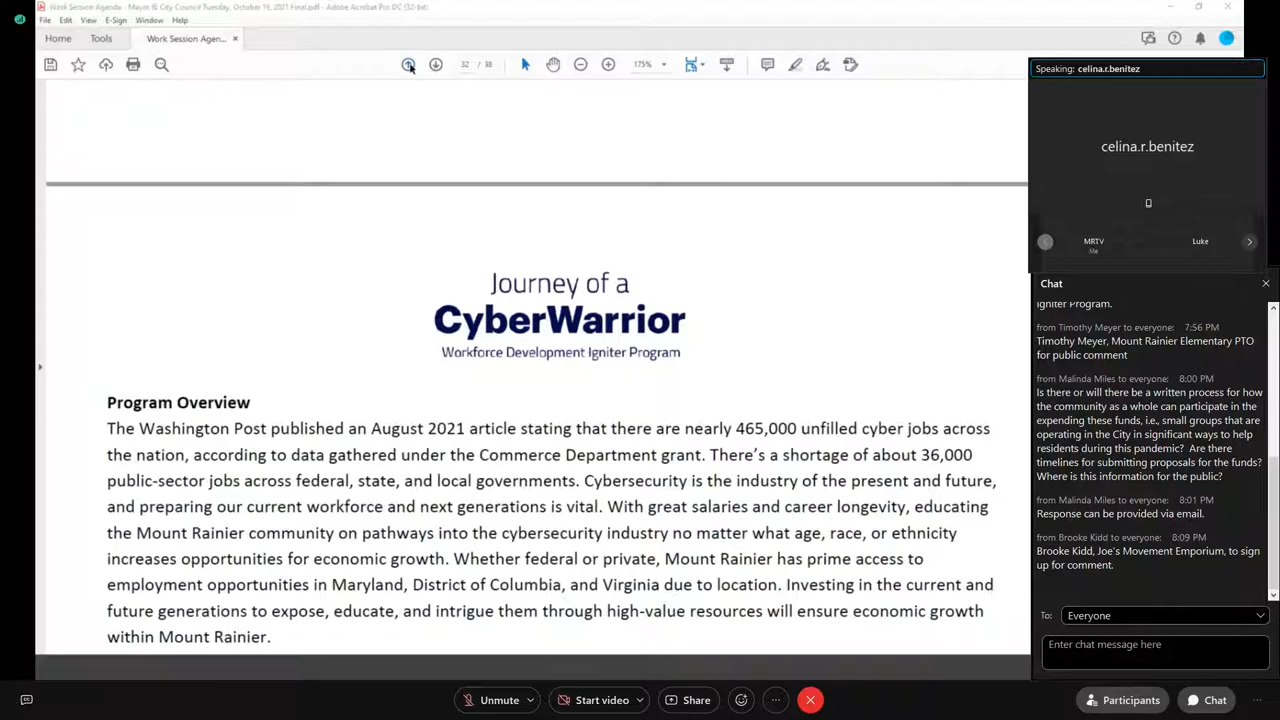 Work Session Agenda - Mayor & City Council Tuesday, October 19, 2021 Final.pdf - Adobe Acrobat Pro DC (32-bit)
File Edit View E-Sign Window Help
Home Tools Work Session Agen... ×
32 / 38 175%
Speaking: celina.r.benitez
celina.r.benitez
MRTV Luke
Me
Journey of a
CyberWarrior
Workforce Development Igniter Program
Program Overview
The Washington Post published an August 2021 article stating that there are nearly 465,000 unfilled cyber jobs across
the nation, according to data gathered under the Commerce Department grant. There's a shortage of about 36,000
public-sector jobs across federal, state, and local governments. Cybersecurity is the industry of the present and future,
and preparing our current workforce and next generations is vital. With great salaries and career longevity, educating
the Mount Rainier community on pathways into the cybersecurity industry no matter what age, race, or ethnicity
increases opportunities for economic growth. Whether federal or private, Mount Rainier has prime access to
employment opportunities in Maryland, District of Columbia, and Virginia due to location. Investing in the current and
future generations to expose, educate, and intrigue them through high-value resources will ensure economic growth
within Mount Rainier.
Chat
Igniter Program.
from Timothy Meyer to everyone: 7:56 PM
Timothy Meyer, Mount Rainier Elementary PTO
for public comment
from Malinda Miles to everyone: 8:00 PM
Is there or will there be a written process for how
the community as a whole can participate in the
expending these funds, i.e., small groups that are
operating in the City in significant ways to help
residents during this pandemic? Are there
timelines for submitting proposals for the funds?
Where is this information for the public?
from Malinda Miles to everyone: 8:01 PM
Response can be provided via email.
from Brooke Kidd to everyone: 8:09 PM
Brooke Kidd, Joe's Movement Emporium, to sign
up for comment.
To: Everyone
Enter chat message here
Unmute Start video Share Participants Chat